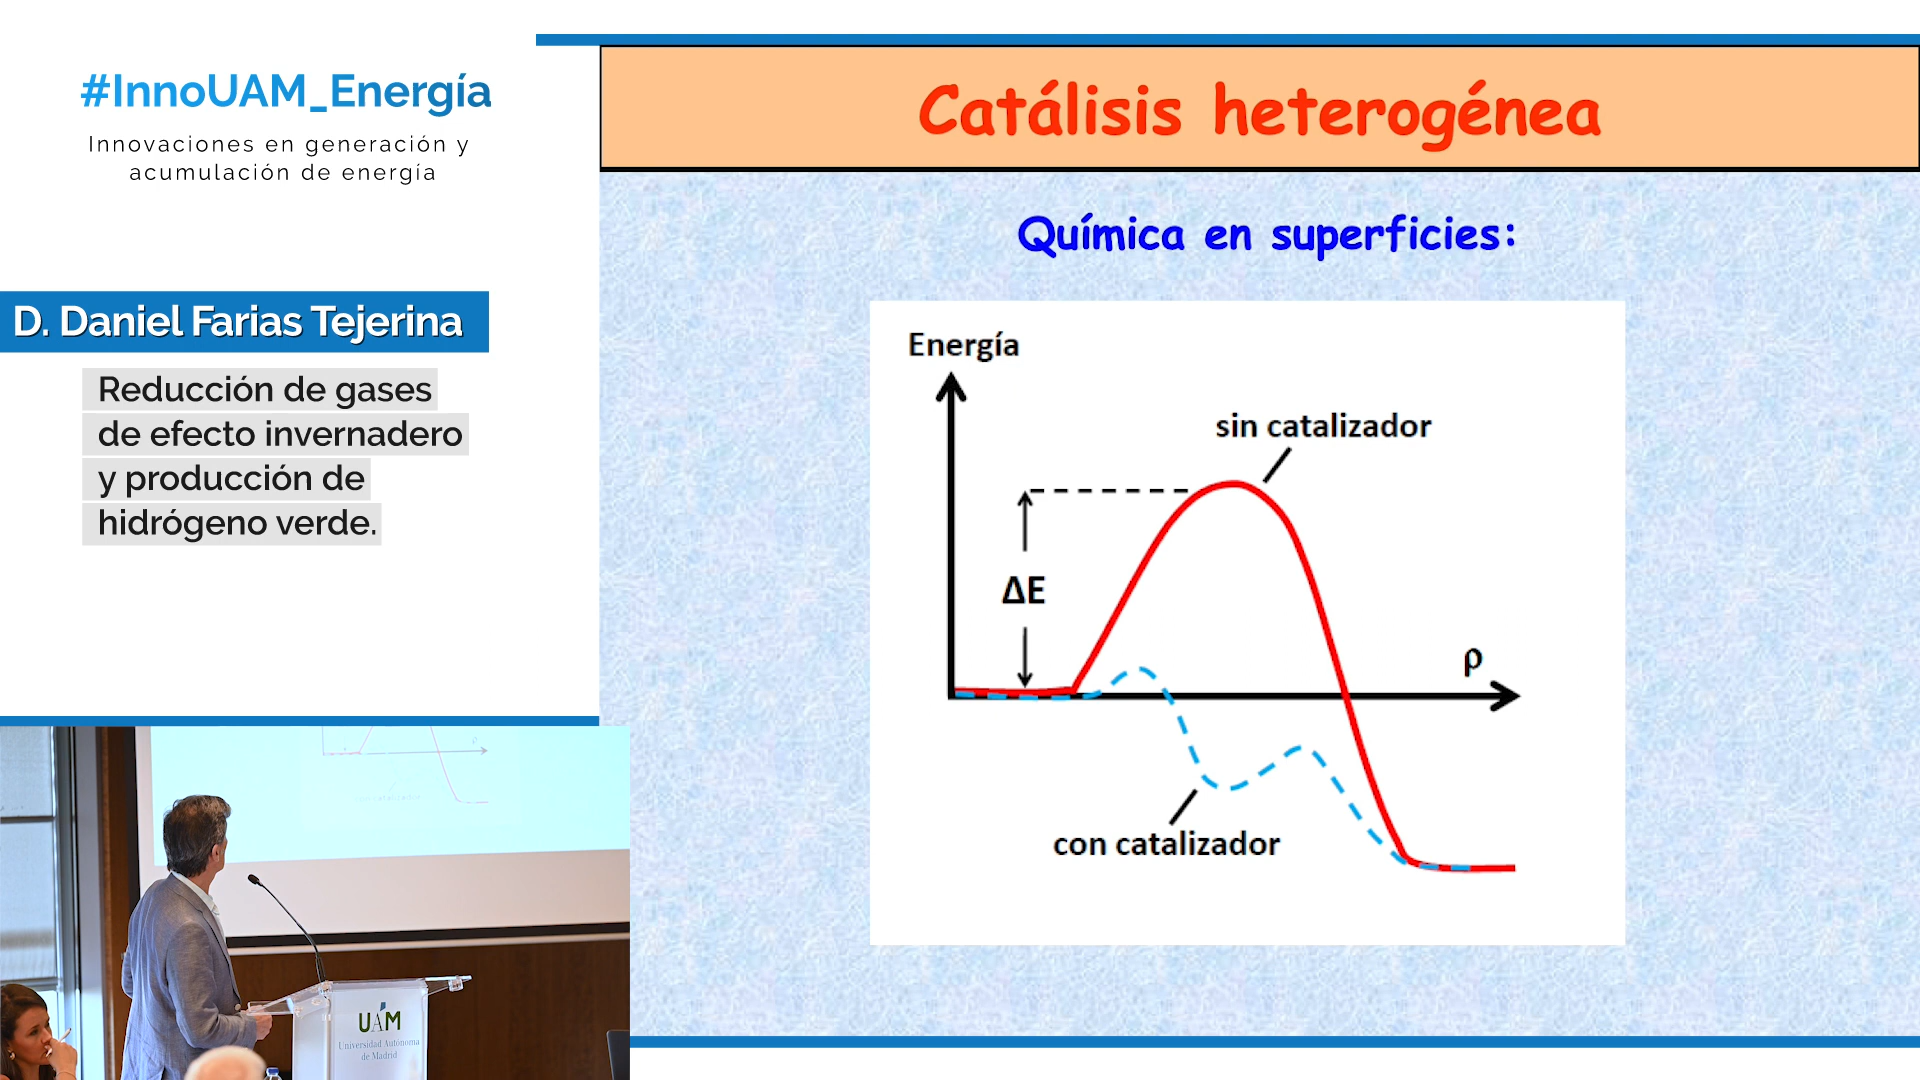 #InnoUAM_Energía
Innovaciones en generación y
acumulación de energía
D. Daniel Farias Tejerina
Reducción de gases
de efecto invernadero
y producción de
hidrógeno verde.
Catálisis heterogénea
Química en superficies:
Energía
sin catalizador
ΔE
ρ
con catalizador
UAM
Universidad Autónoma
de Madrid